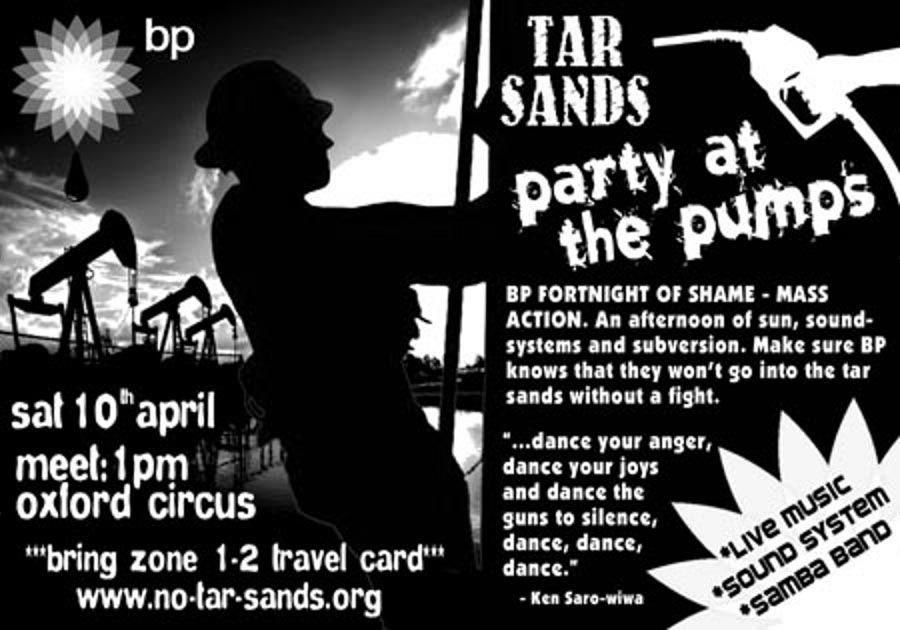 bp
sat 10th april
meet: 1pm
oxford circus
***bring zone 1-2 travel card***
www.no-tar-sands.org
TAR
SANDS
party at
the pumps
BP FORTNIGHT OF SHAME - MASS
ACTION. An afternoon of sun, sound-
systems and subversion. Make sure BP
knows that they won't go into the tar
sands without a fight.
"...dance your anger,
dance your joys
and dance the
guns to silence,
dance, dance,
dance."
- Ken Saro-wiwa
*LIVE MUSIC
*SOUND SYSTEM
*SAMBA BAND